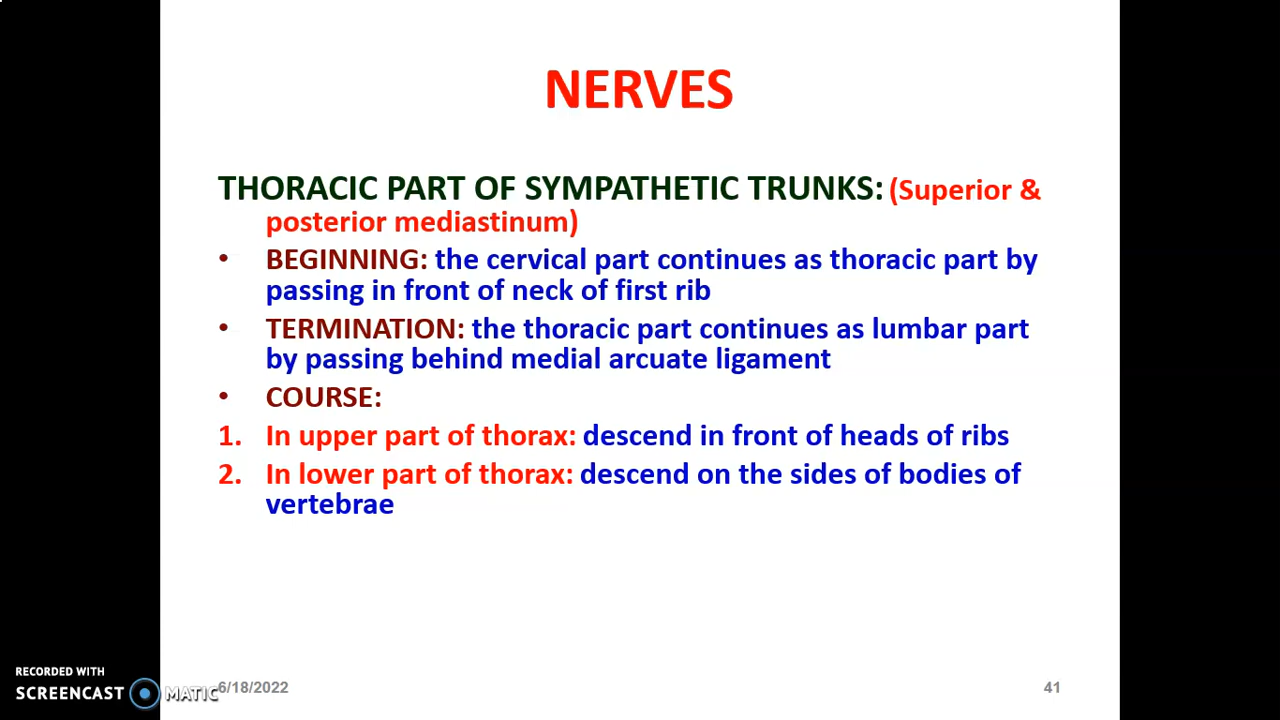 NERVES
THORACIC PART OF SYMPATHETIC TRUNKS: (Superior &
posterior mediastinum)
• BEGINNING: the cervical part continues as thoracic part by
passing in front of neck of first rib
• TERMINATION: the thoracic part continues as lumbar part
by passing behind medial arcuate ligament
• COURSE:
1. In upper part of thorax: descend in front of heads of ribs
2. In lower part of thorax: descend on the sides of bodies of
vertebrae
RECORDED WITH
SCREENCAST MATIC
6/18/2022
41